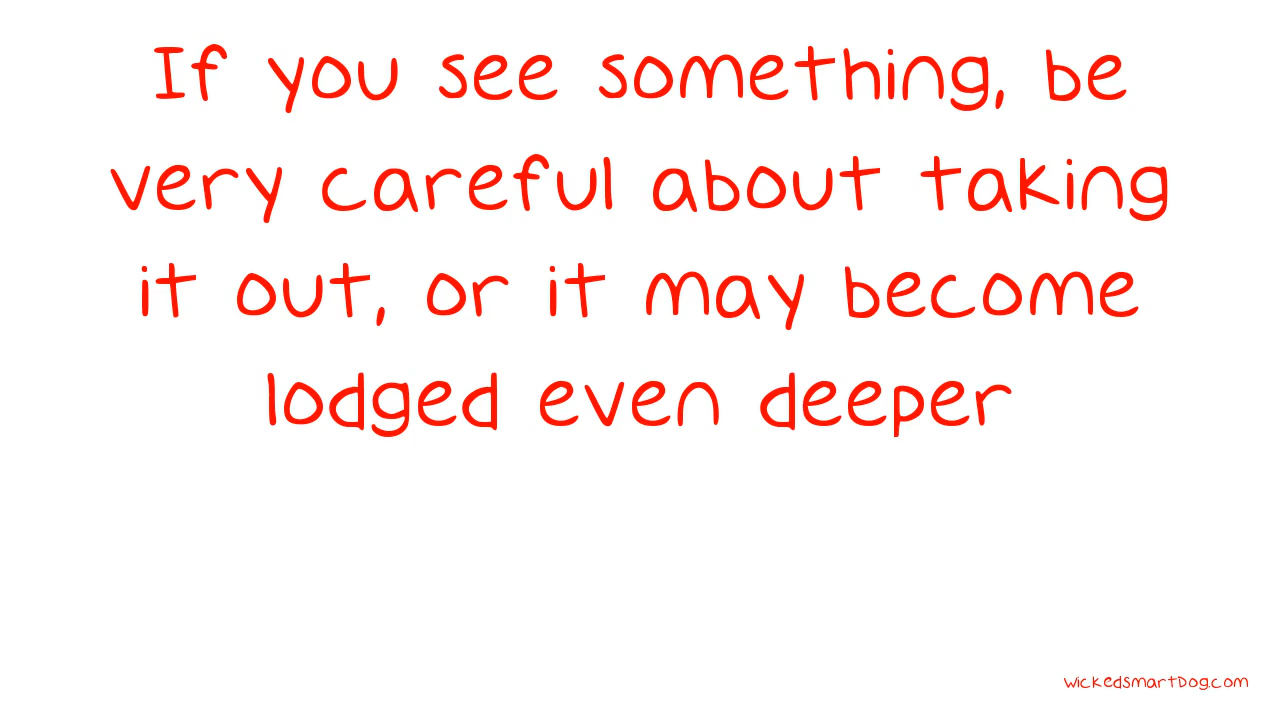 If you see something, be
very careful about taking
it out, or it may become
lodged even deeper
wickedsmartDog.com